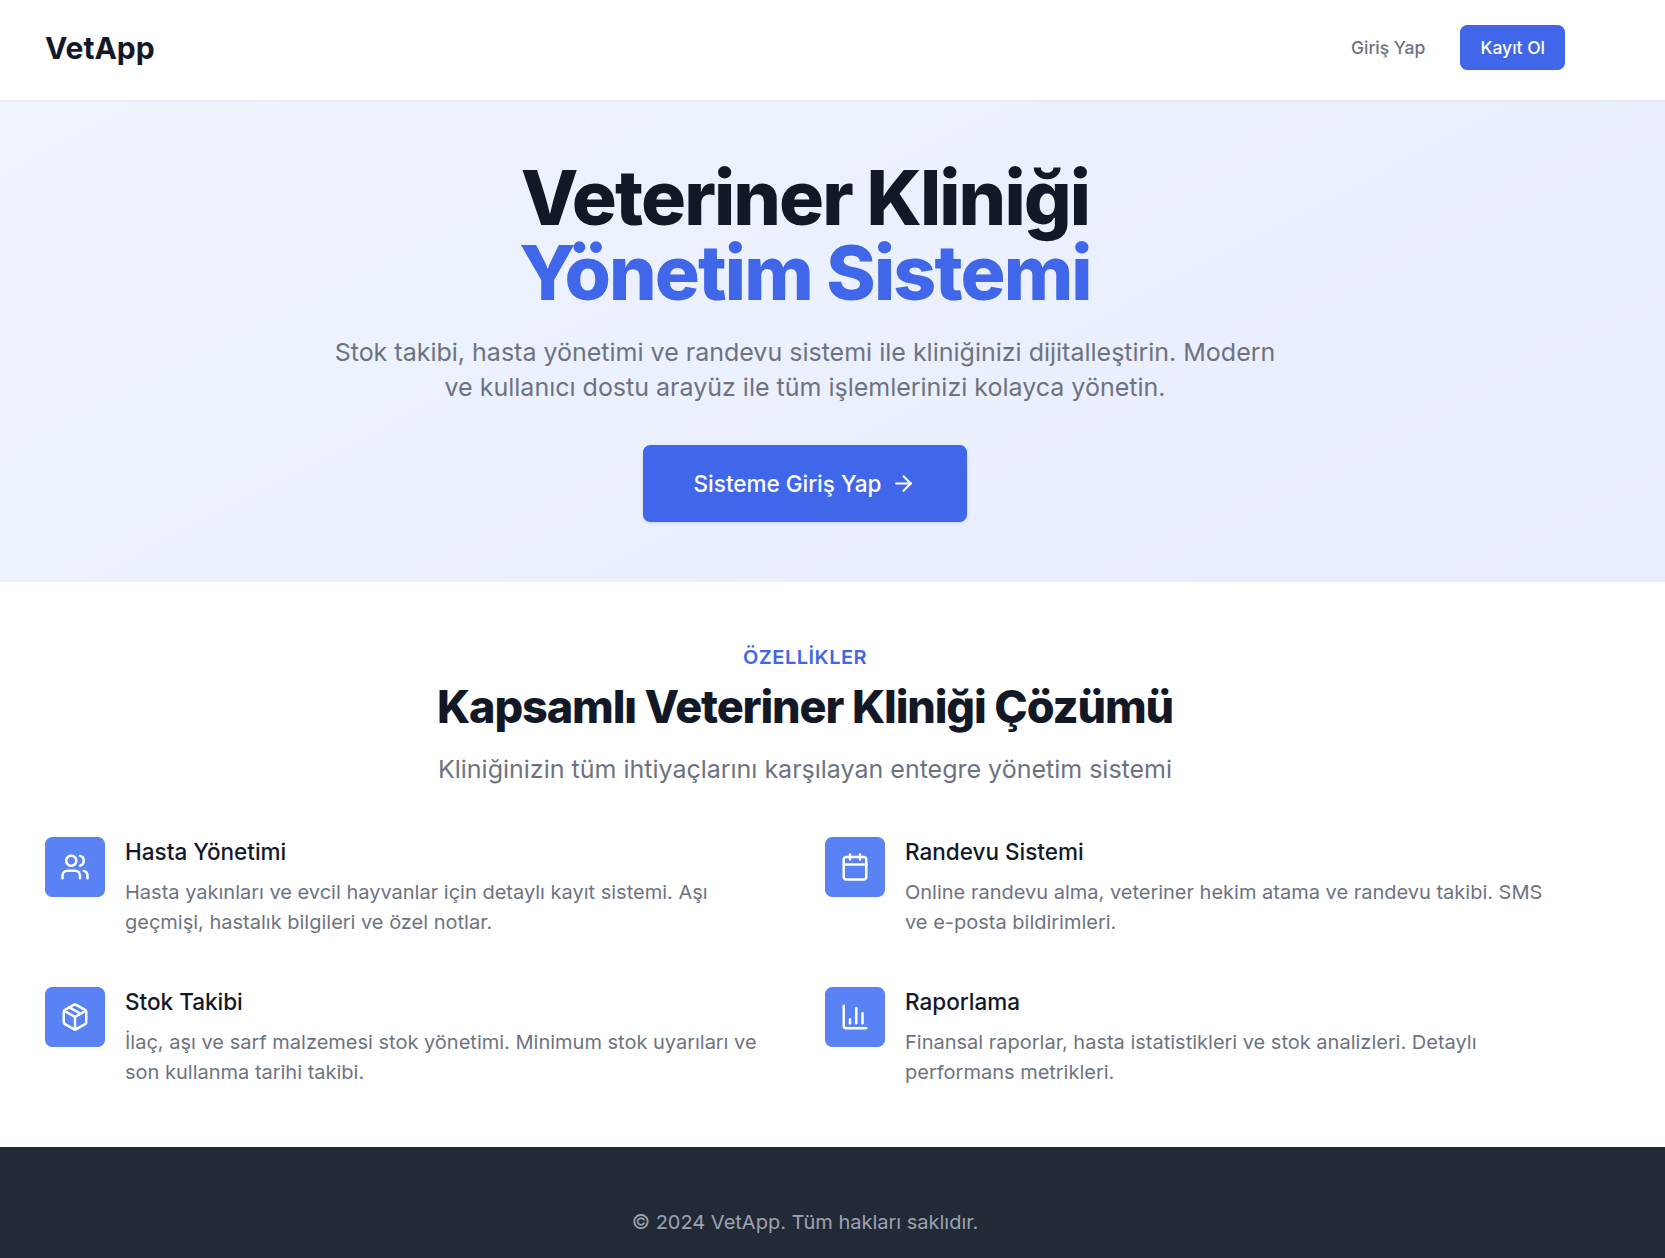 VetApp
Giriş Yap
Kayıt Ol
Veteriner Kliniği
Yönetim Sistemi
Stok takibi, hasta yönetimi ve randevu sistemi ile kliniğinizi dijitalleştirin. Modern
ve kullanıcı dostu arayüz ile tüm işlemlerinizi kolayca yönetin.
Sisteme Giriş Yap →
ÖZELLİKLER
Kapsamlı Veteriner Kliniği Çözümü
Kliniğinizin tüm ihtiyaçlarını karşılayan entegre yönetim sistemi
Hasta Yönetimi
Hasta yakınları ve evcil hayvanlar için detaylı kayıt sistemi. Aşı
geçmişi, hastalık bilgileri ve özel notlar.
Randevu Sistemi
Online randevu alma, veteriner hekim atama ve randevu takibi. SMS
ve e-posta bildirimleri.
Stok Takibi
İlaç, aşı ve sarf malzemesi stok yönetimi. Minimum stok uyarıları ve
son kullanma tarihi takibi.
Raporlama
Finansal raporlar, hasta istatistikleri ve stok analizleri. Detaylı
performans metrikleri.
© 2024 VetApp. Tüm hakları saklıdır.